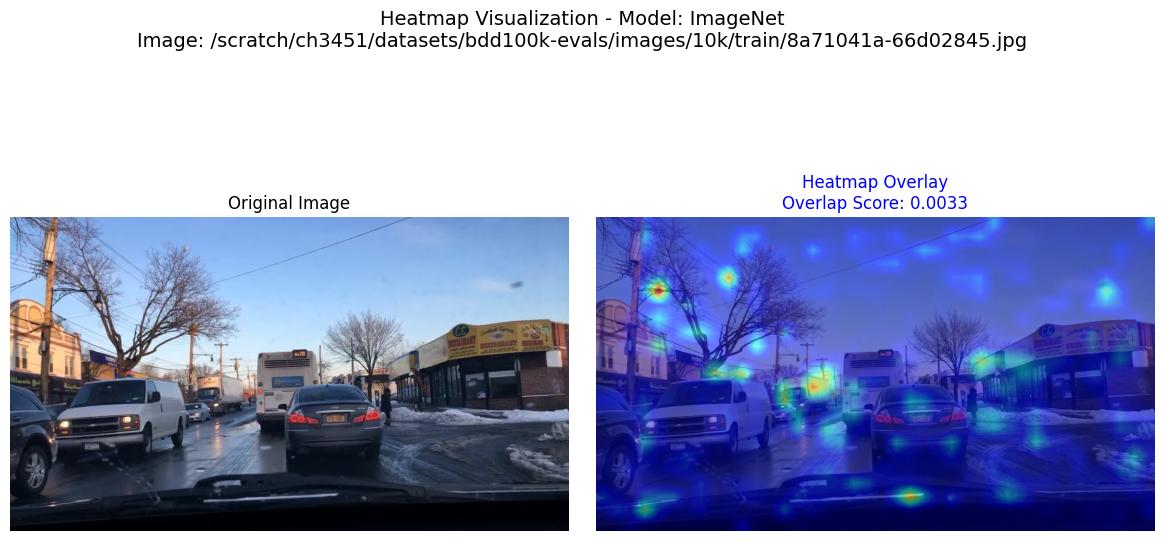 Heatmap Visualization - Model: ImageNet
Image: /scratch/ch3451/datasets/bdd100k-evals/images/10k/train/8a71041a-66d02845.jpg
Original Image
Heatmap Overlay
Overlap Score: 0.0033
RESTAURANT